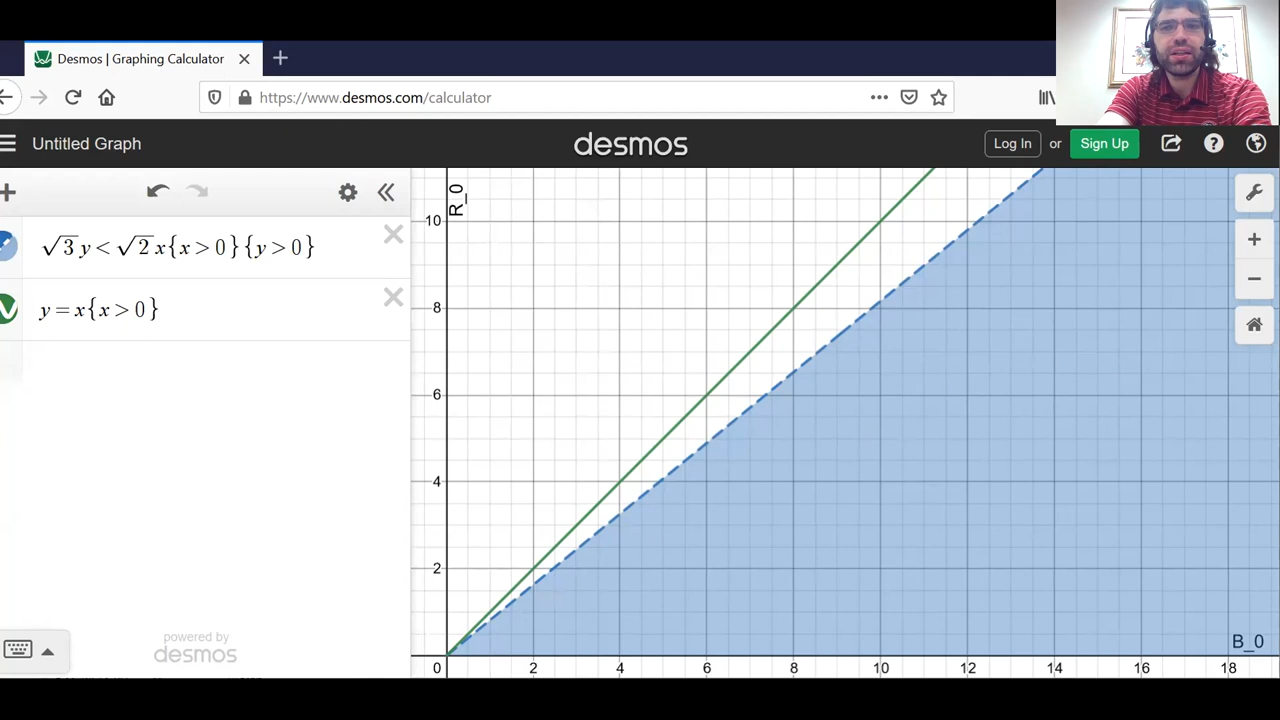 Desmos | Graphing Calculator
https://www.desmos.com/calculator
Untitled Graph
desmos
Log In or Sign Up
√3y < √2x{x > 0}{y > 0}
y = x{x > 0}
powered by
desmos
R_0
10
8
6
4
2
B_0
0 2 4 6 8 10 12 14 16 18